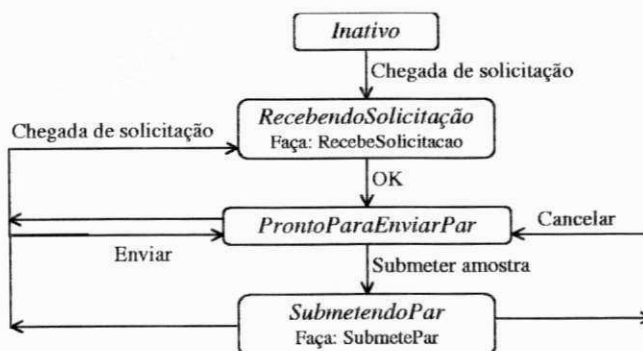 Inativo
Chegada de solicitação
RecebendoSolicitação
Faça: RecebeSolicitacao
Chegada de solicitação
OK
ProntoParaEnviarPar
Cancelar
Enviar
Submeter amostra
SubmetendoPar
Faça: SubmetePar